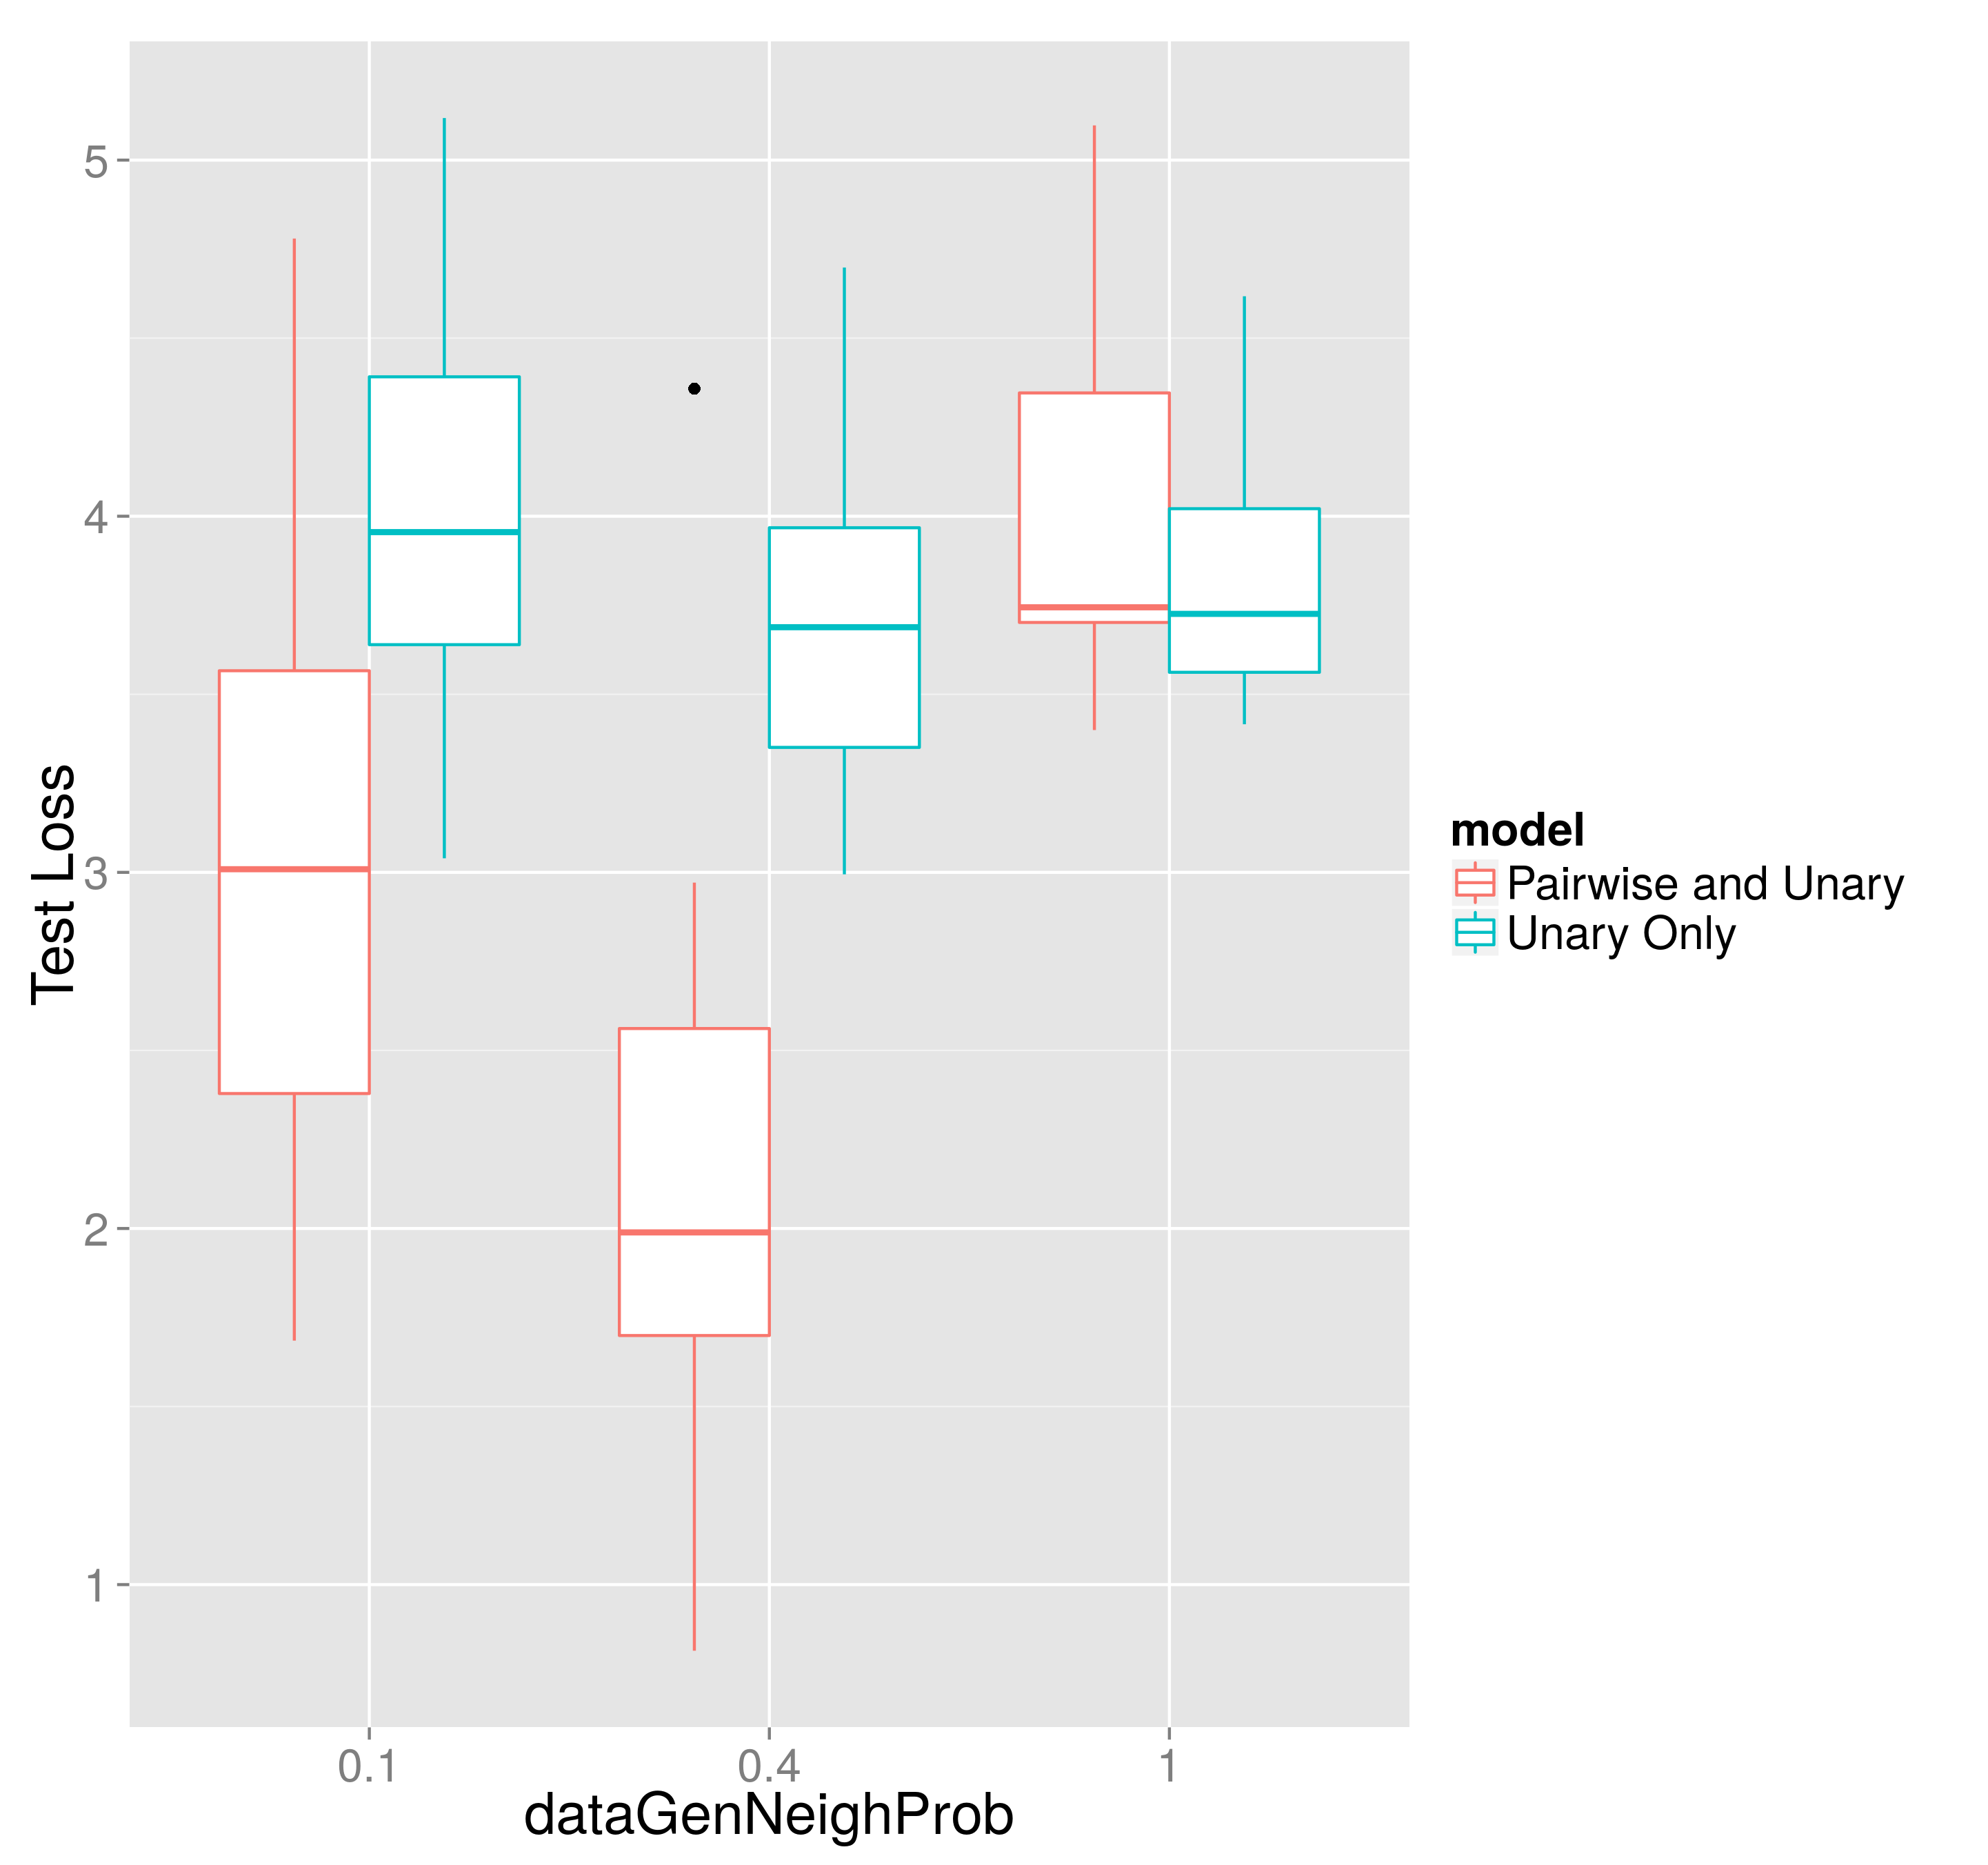 Test Loss
5
4
3
2
1
0.1
0.4
1
dataGenNeighProb
model
Pairwise and Unary
Unary Only